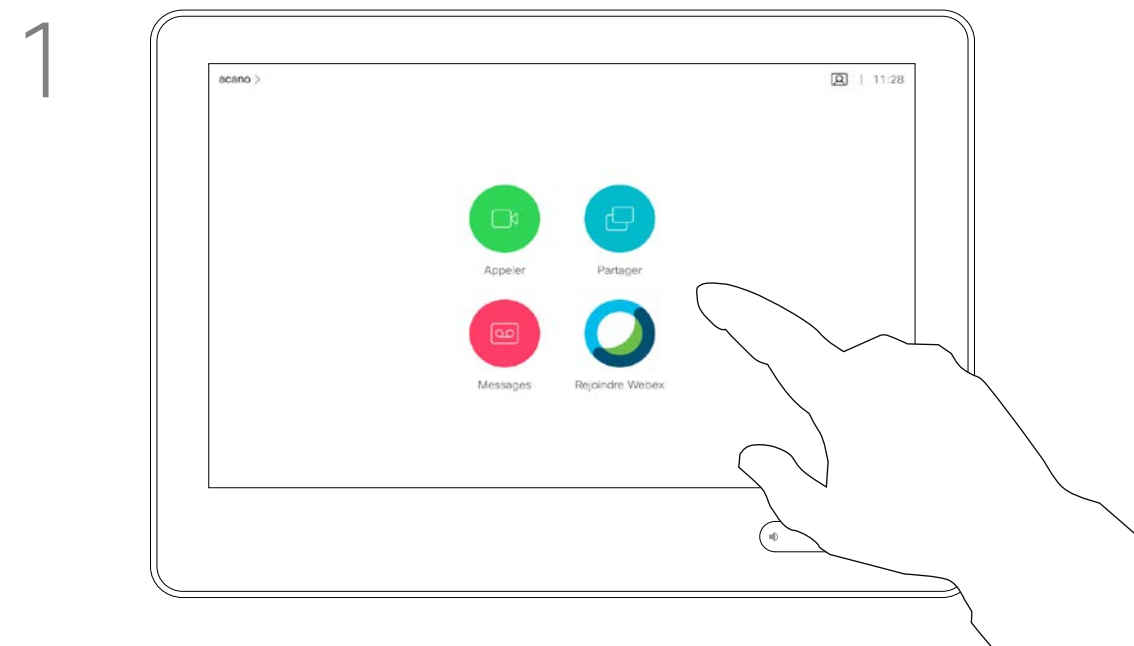 1
acano >
| 11:28
Appeler
Partager
Messages
Rejoindre Webex